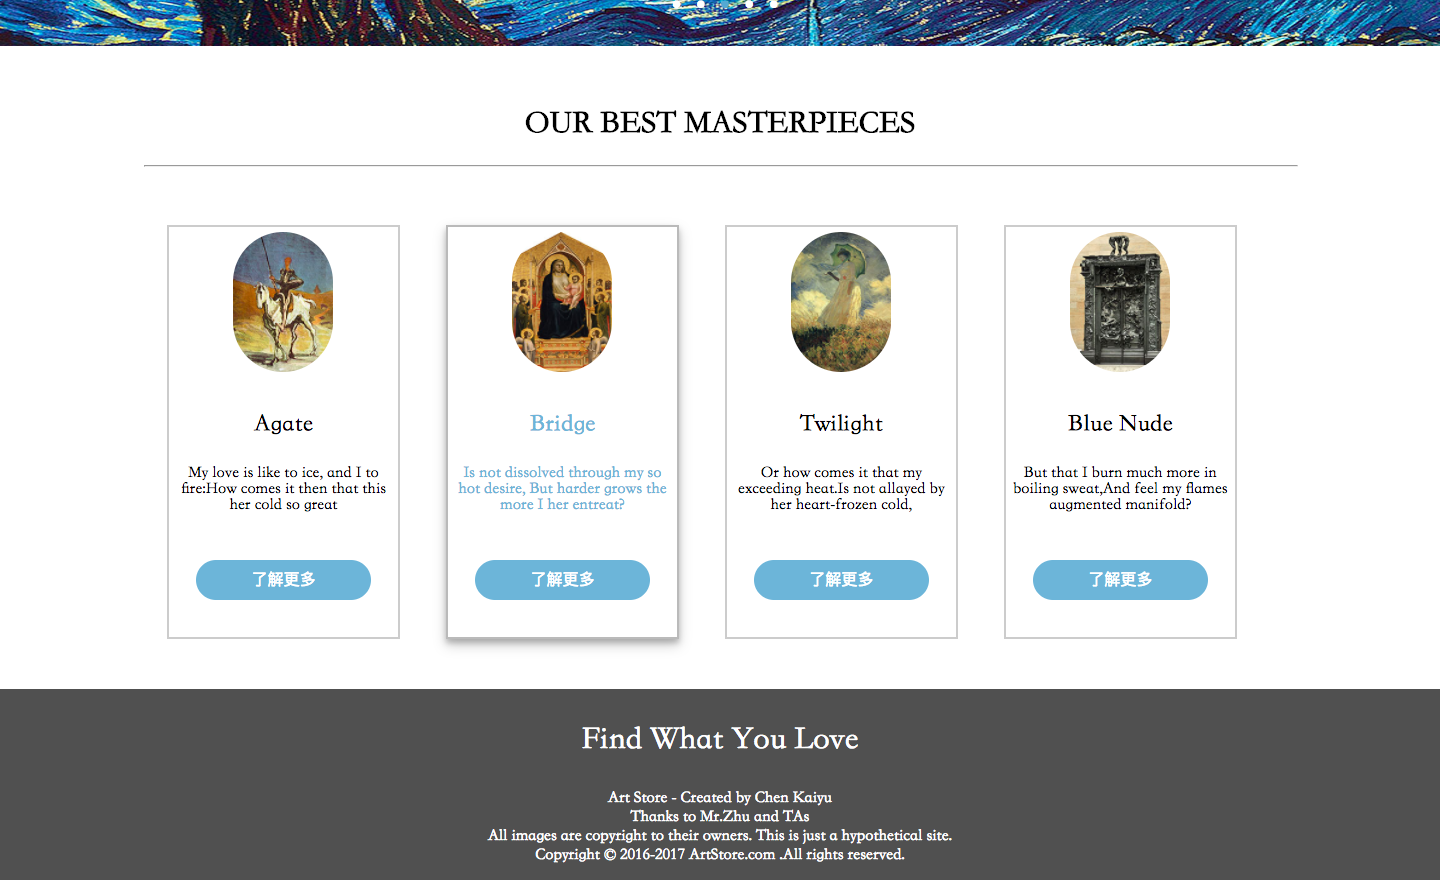 OUR BEST MASTERPIECES
Agate
My love is like to ice, and I to
fire:How comes it then that this
her cold so great
了解更多
Bridge
Is not dissolved through my so
hot desire, But harder grows the
more I her entreat?
了解更多
Twilight
Or how comes it that my
exceeding heat.Is not allayed by
her heart-frozen cold,
了解更多
Blue Nude
But that I burn much more in
boiling sweat,And feel my flames
augmented manifold?
了解更多
Find What You Love
Art Store - Created by Chen Kaiyu
Thanks to Mr.Zhu and TAs
All images are copyright to their owners. This is just a hypothetical site.
Copyright © 2016-2017 ArtStore.com .All rights reserved.